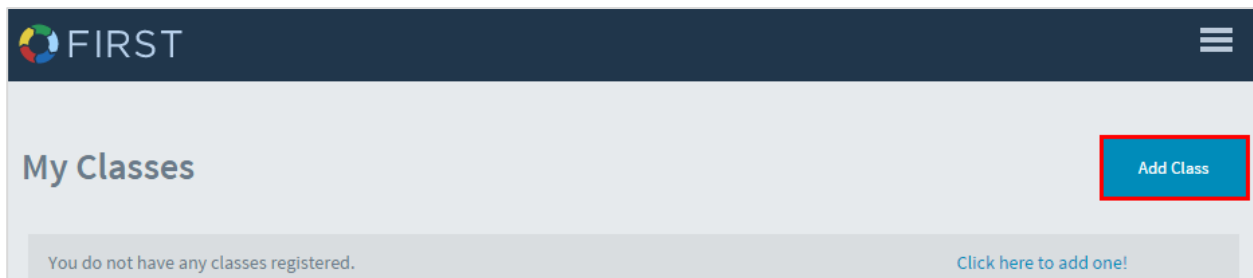 FIRST
My Classes
Add Class
You do not have any classes registered. Click here to add one!